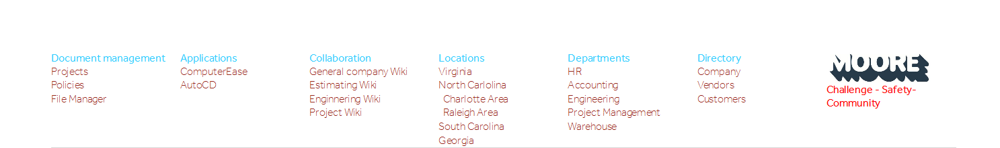 Document management
Projects
Policies
File Manager
Applications
ComputerEase
AutoCD
Collaboration
General company Wiki
Estimating Wiki
Enginnering Wiki
Project Wiki
Locations
Virginia
North Carlolina
Charlotte Area
Raleigh Area
South Carolina
Georgia
Departments
HR
Accounting
Engineering
Project Management
Warehouse
Directory
Company
Vendors
Customers
MOORE
Challenge - Safety-
Community